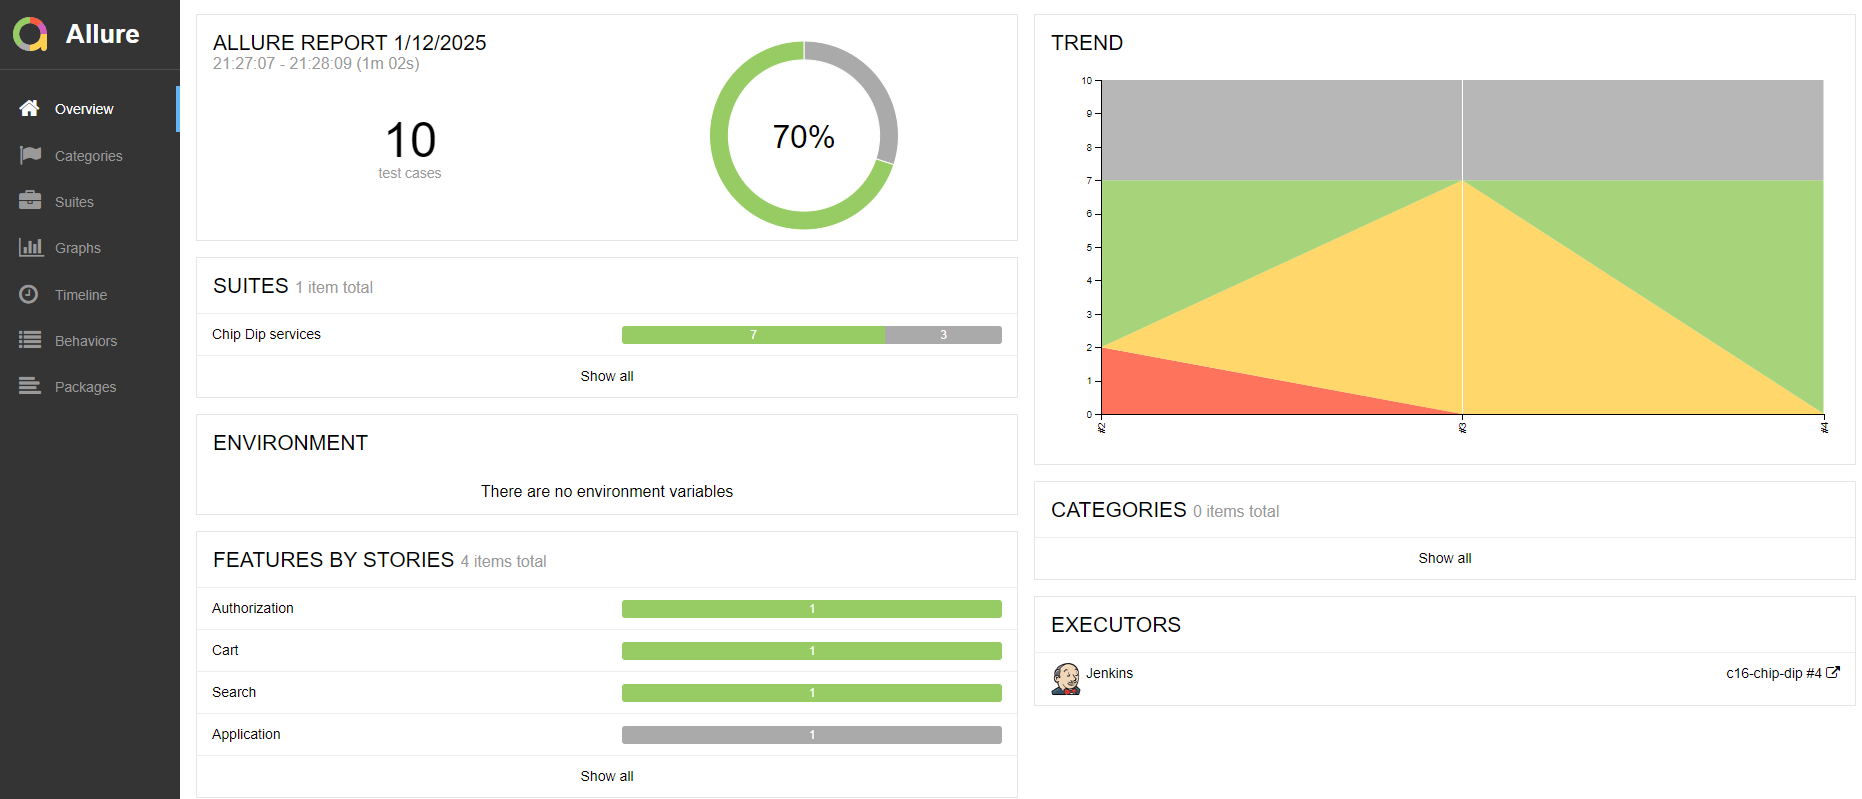 Allure
Overview
Categories
Suites
Graphs
Timeline
Behaviors
Packages
ALLURE REPORT 1/12/2025
21:27:07 - 21:28:09 (1m 02s)
10
test cases
70%
SUITES 1 item total
Chip Dip services 7 3
Show all
ENVIRONMENT
There are no environment variables
FEATURES BY STORIES 4 items total
Authorization 1
Cart 1
Search 1
Application 1
Show all
TREND
10
9
8
7
6
5
4
3
2
1
0
#2 #3 #4
CATEGORIES 0 items total
Show all
EXECUTORS
Jenkins c16-chip-dip #4